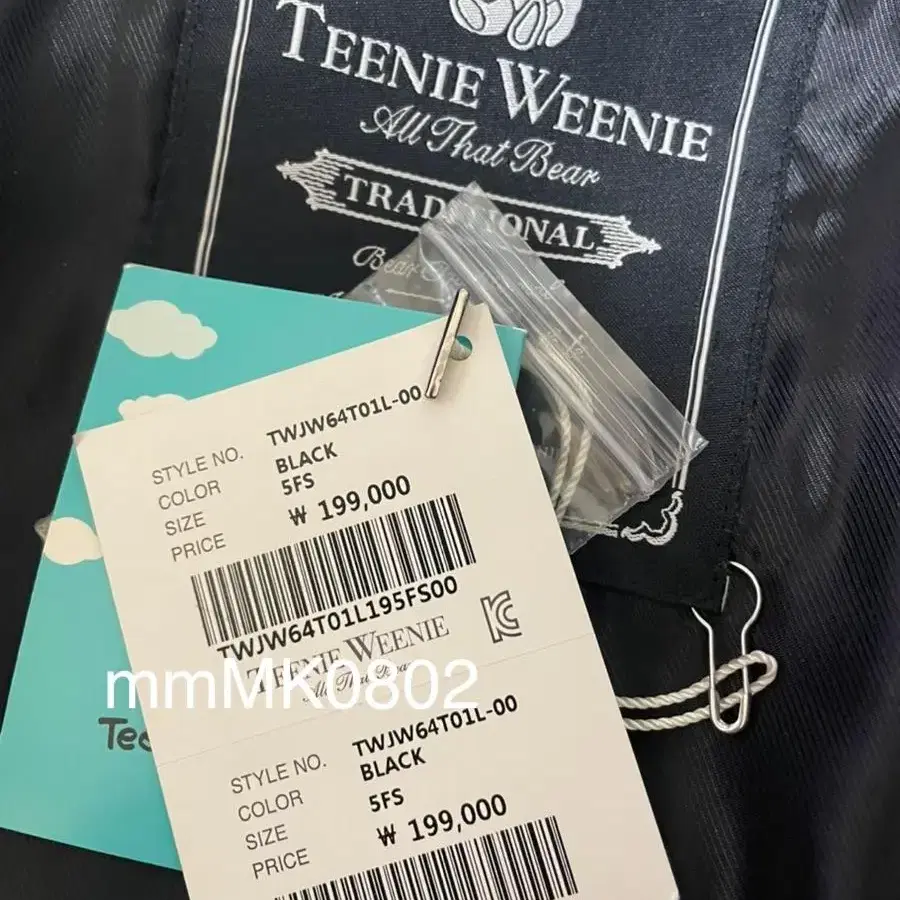 TEENIE WEENIE
All That Bear
TRADITIONAL
Bear
STYLE NO. TWJW64T01L-00
COLOR BLACK
SIZE 5FS
PRICE ₩ 199,000
TWJW64T01L195FS00
TEENIE WEENIE
All That Bear
mmMK0802
STYLE NO. TWJW64T01L-00
COLOR BLACK
SIZE 5FS
PRICE ₩ 199,000